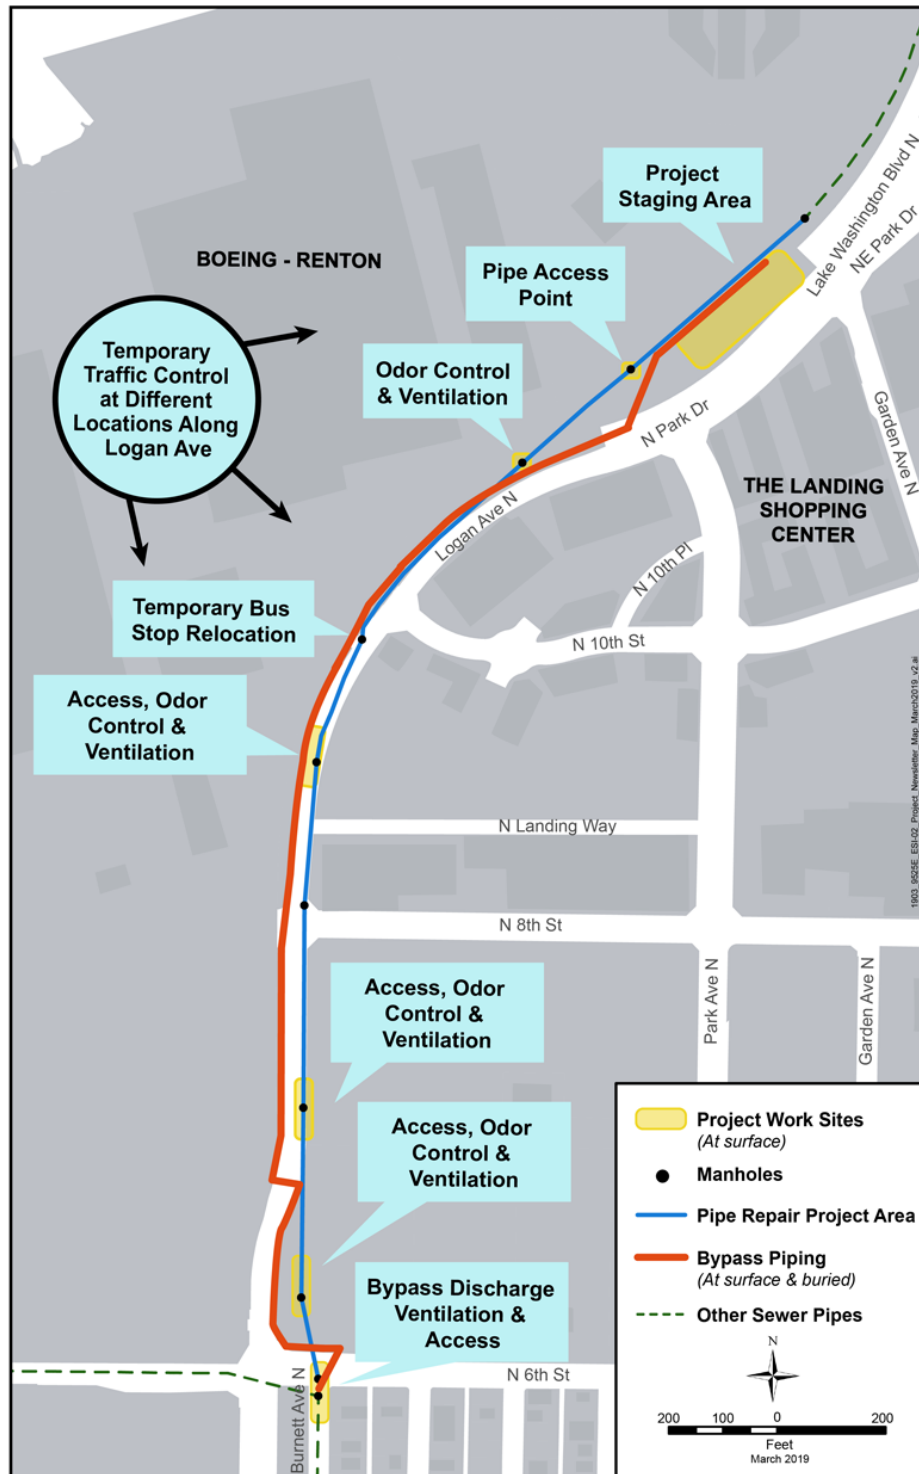 Project
Staging Area
Lake Washington Blvd N
NE Park Dr
BOEING - RENTON
Pipe Access
Point
Temporary
Traffic Control
at Different
Locations Along
Logan Ave
Odor Control
& Ventilation
N Park Dr
Garden Ave N
THE LANDING
SHOPPING
CENTER
Logan Ave N
N 10th Pl
Temporary Bus
Stop Relocation
N 10th St
Access, Odor
Control &
Ventilation
1903_9525E_ESI-02_Project_Newsletter_Map_March2019_v2.ai
N Landing Way
N 8th St
Park Ave N
Garden Ave N
Access, Odor
Control &
Ventilation
Access, Odor
Control &
Ventilation
Bypass Discharge
Ventilation &
Access
N 6th St
Burnett Ave N
Project Work Sites
(At surface)
Manholes
Pipe Repair Project Area
Bypass Piping
(At surface & buried)
Other Sewer Pipes
N
200 100 0 200
Feet
March 2019